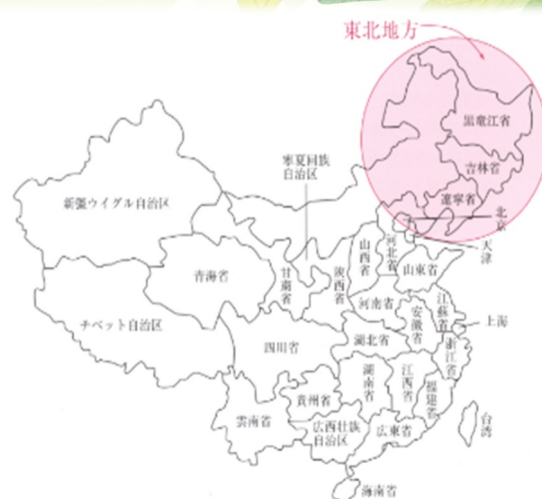 東北地方
黒竜江省
吉林省
遼寧省
北京
天津
寧夏回族
自治区
新疆ウイグル自治区
青海省
甘粛省
陝西省
山西省
河北省
山東省
チベット自治区
河南省
江蘇省
安徽省
上海
四川省
湖北省
浙江省
湖南省
江西省
福建省
貴州省
雲南省
広西壮族
自治区
広東省
台湾
海南省